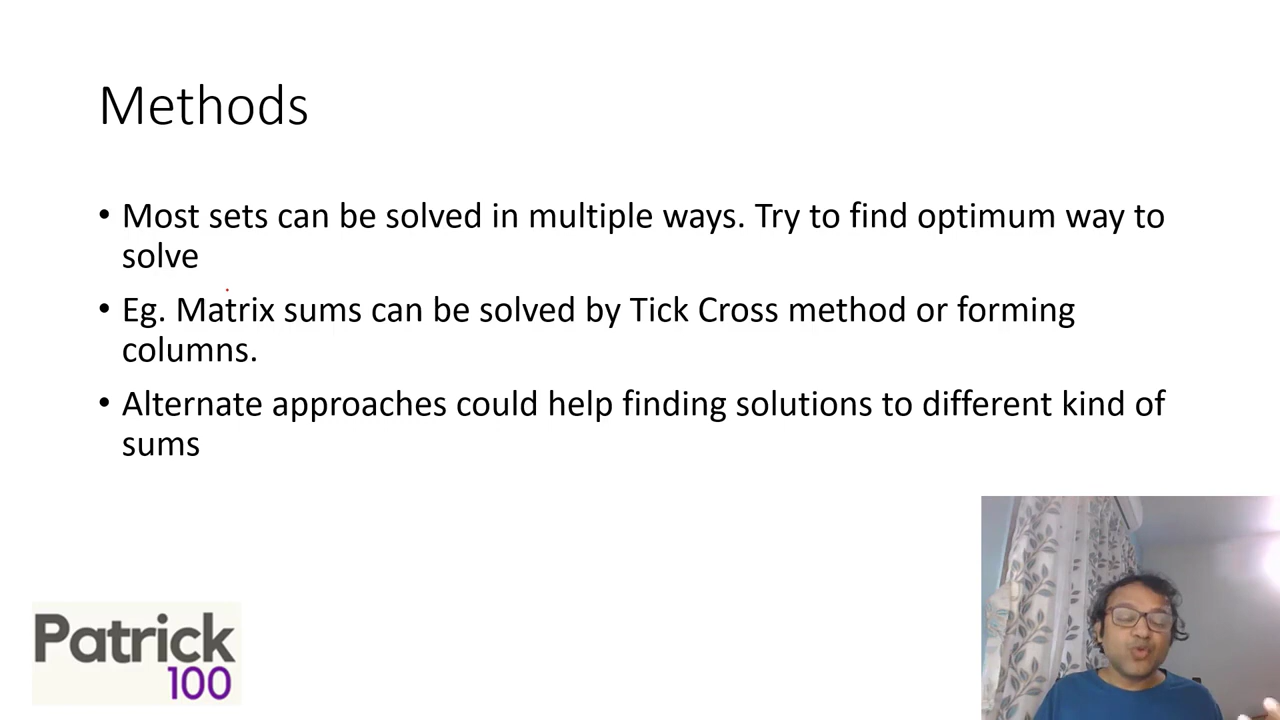 Methods
• Most sets can be solved in multiple ways. Try to find optimum way to
solve
• Eg. Matrix sums can be solved by Tick Cross method or forming
columns.
• Alternate approaches could help finding solutions to different kind of
sums
Patrick
100